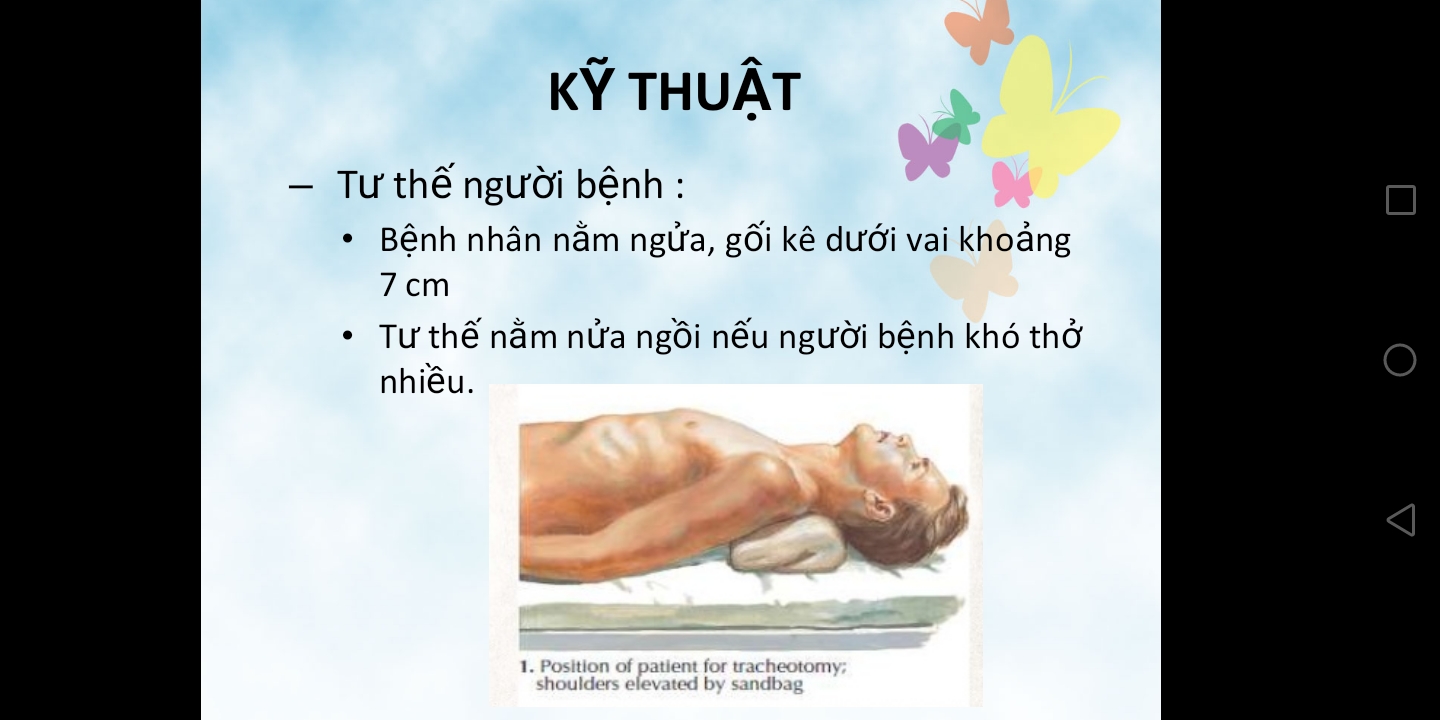 KỸ THUẬT
– Tư thế người bệnh :
• Bệnh nhân nằm ngửa, gối kê dưới vai khoảng
7 cm
• Tư thế nằm nửa ngồi nếu người bệnh khó thở
nhiều.
1. Position of patient for tracheotomy;
shoulders elevated by sandbag